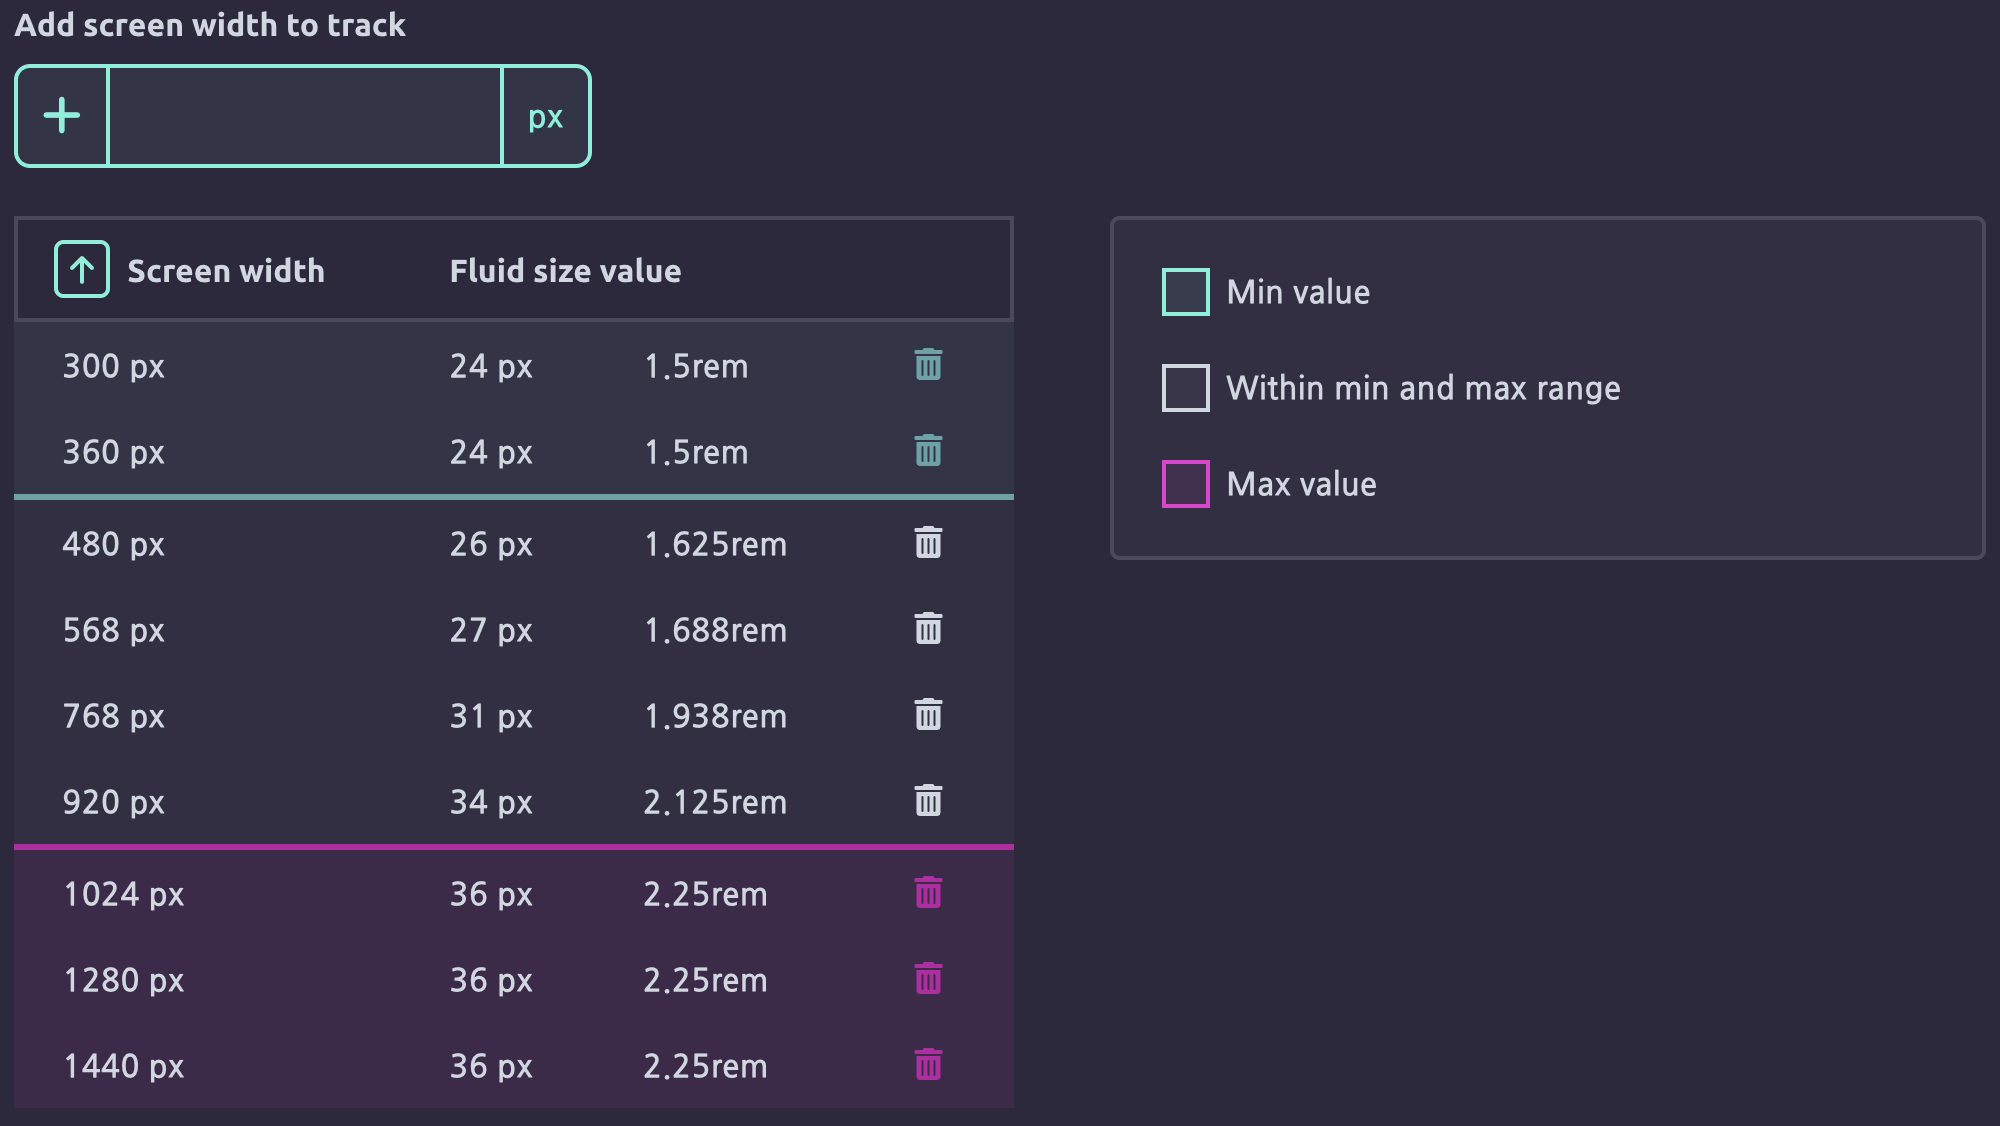 Add screen width to track
px
Screen width Fluid size value
300 px 24 px 1.5rem
360 px 24 px 1.5rem
480 px 26 px 1.625rem
568 px 27 px 1.688rem
768 px 31 px 1.938rem
920 px 34 px 2.125rem
1024 px 36 px 2.25rem
1280 px 36 px 2.25rem
1440 px 36 px 2.25rem
Min value
Within min and max range
Max value